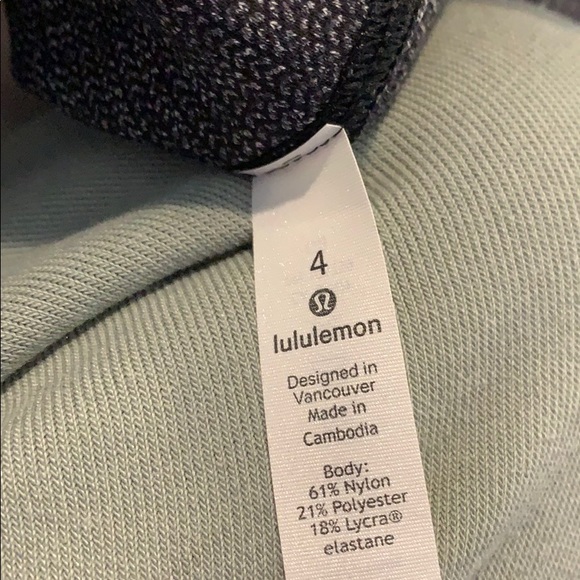 4
lululemon
Designed in
Vancouver
Made in
Cambodia
Body:
61% Nylon
21% Polyester
18% Lycra®
elastane